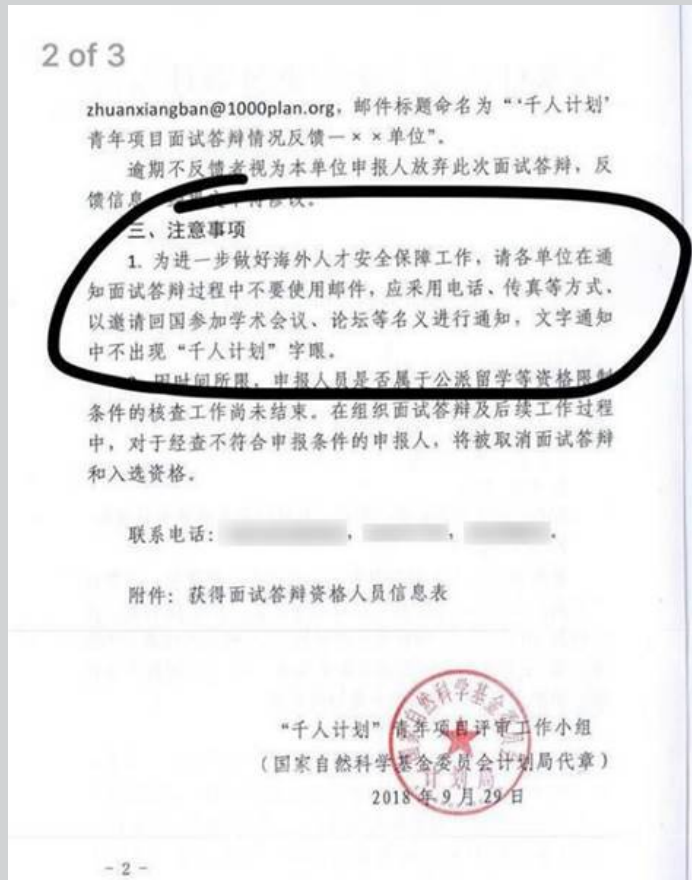 2 of 3
zhuanxiangban@1000plan.org，邮件标题命名为“‘千人计划’
青年项目面试答辩情况反馈—××单位”。
逾期不反馈者视为本单位申报人放弃此次面试答辩，反
馈信息
三、注意事项
1. 为进一步做好海外人才安全保障工作，请各单位在通
知面试答辩过程中不要使用邮件，应采用电话、传真等方式、
以邀请回国参加学术会议、论坛等名义进行通知，文字通知
中不出现“千人计划”字眼。
因时间所限，申报人员是否属于公派留学等资格限制
条件的核查工作尚未结束。在组织面试答辩及后续工作过程
中，对于经查不符合申报条件的申报人，将被取消面试答辩
和入选资格。
联系电话：
附件：获得面试答辩资格人员信息表
“千人计划”青年项目评审工作小组
（国家自然科学基金委员会计划局代章）
2018年9月29日
- 2 -